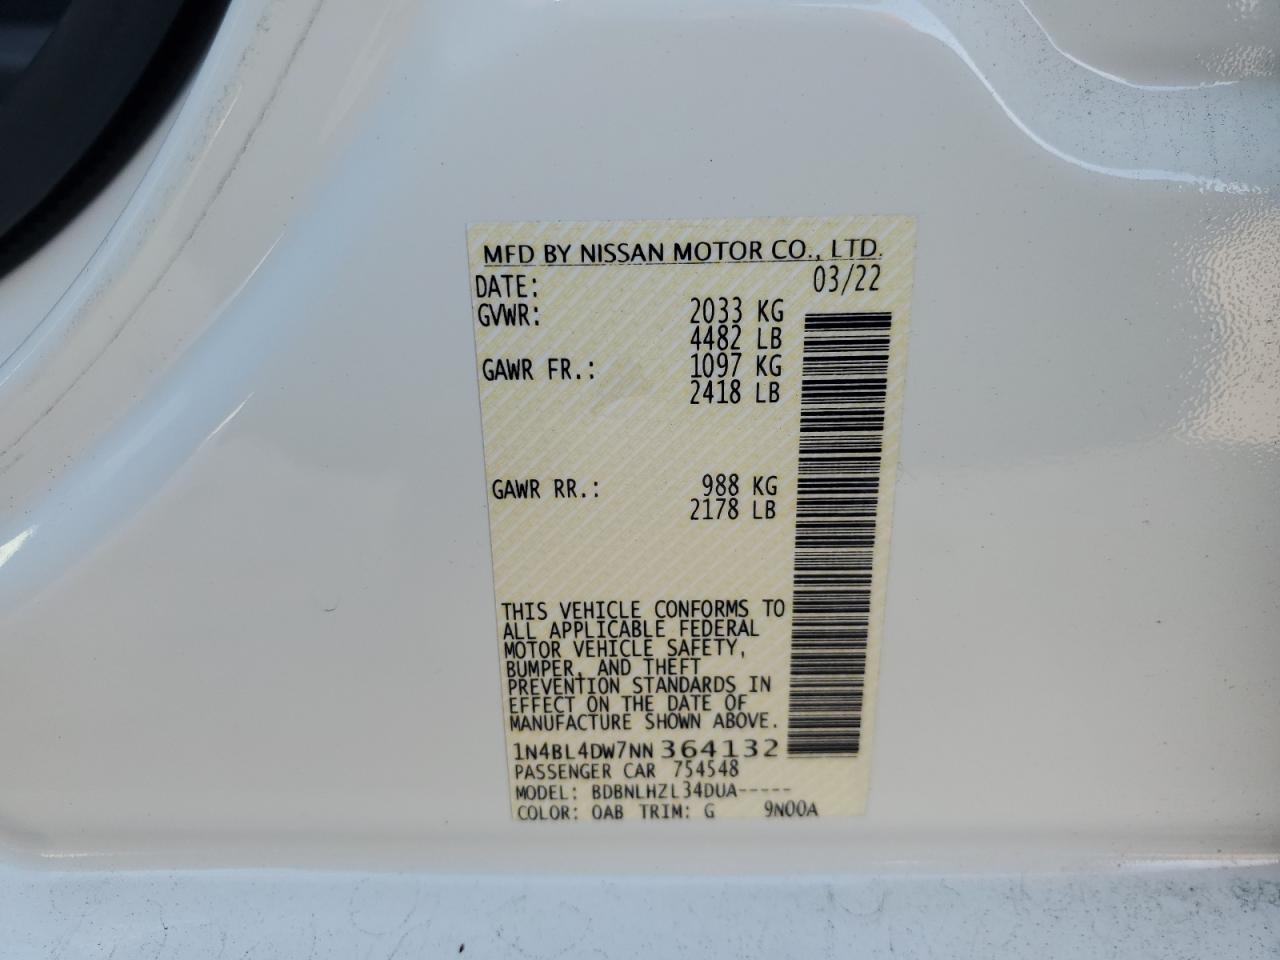 MFD BY NISSAN MOTOR CO., LTD.
DATE: 03/22
GVWR: 2033 KG
4482 LB
GAWR FR.: 1097 KG
2418 LB
GAWR RR.: 988 KG
2178 LB
THIS VEHICLE CONFORMS TO
ALL APPLICABLE FEDERAL
MOTOR VEHICLE SAFETY,
BUMPER, AND THEFT
PREVENTION STANDARDS IN
EFFECT ON THE DATE OF
MANUFACTURE SHOWN ABOVE.
1N4BL4DW7NN364132
PASSENGER CAR 754548
MODEL: BDBNLHZL34DUA-----
COLOR: OAB TRIM: G 9N00A